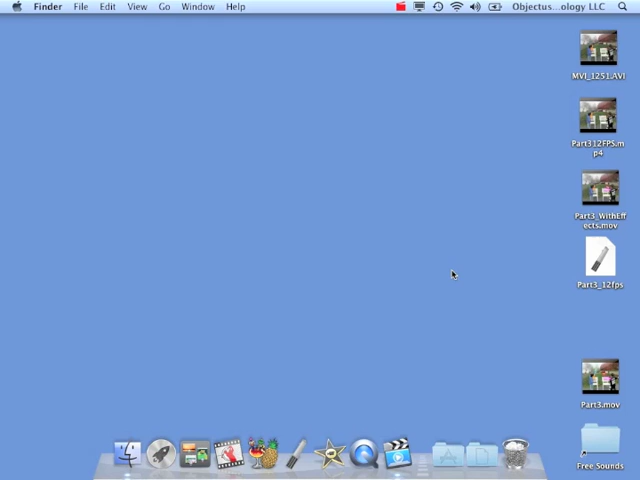 Finder File Edit View Go Window Help Objectus...ology LLC
MVI_1251.AVI
Part312FPS.m
p4
Part3_WithEff
ects.mov
Part3_12fps
Part3.mov
Free Sounds